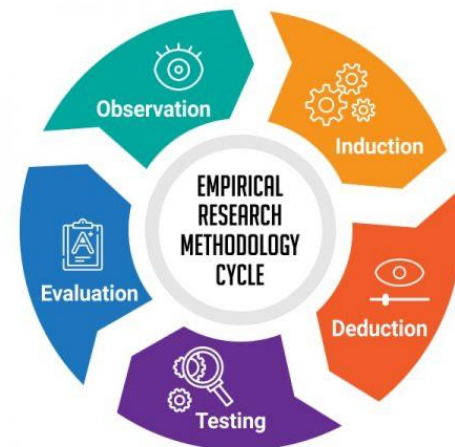 EMPIRICAL
RESEARCH
METHODOLOGY
CYCLE
Observation
Induction
Deduction
Testing
Evaluation
A+